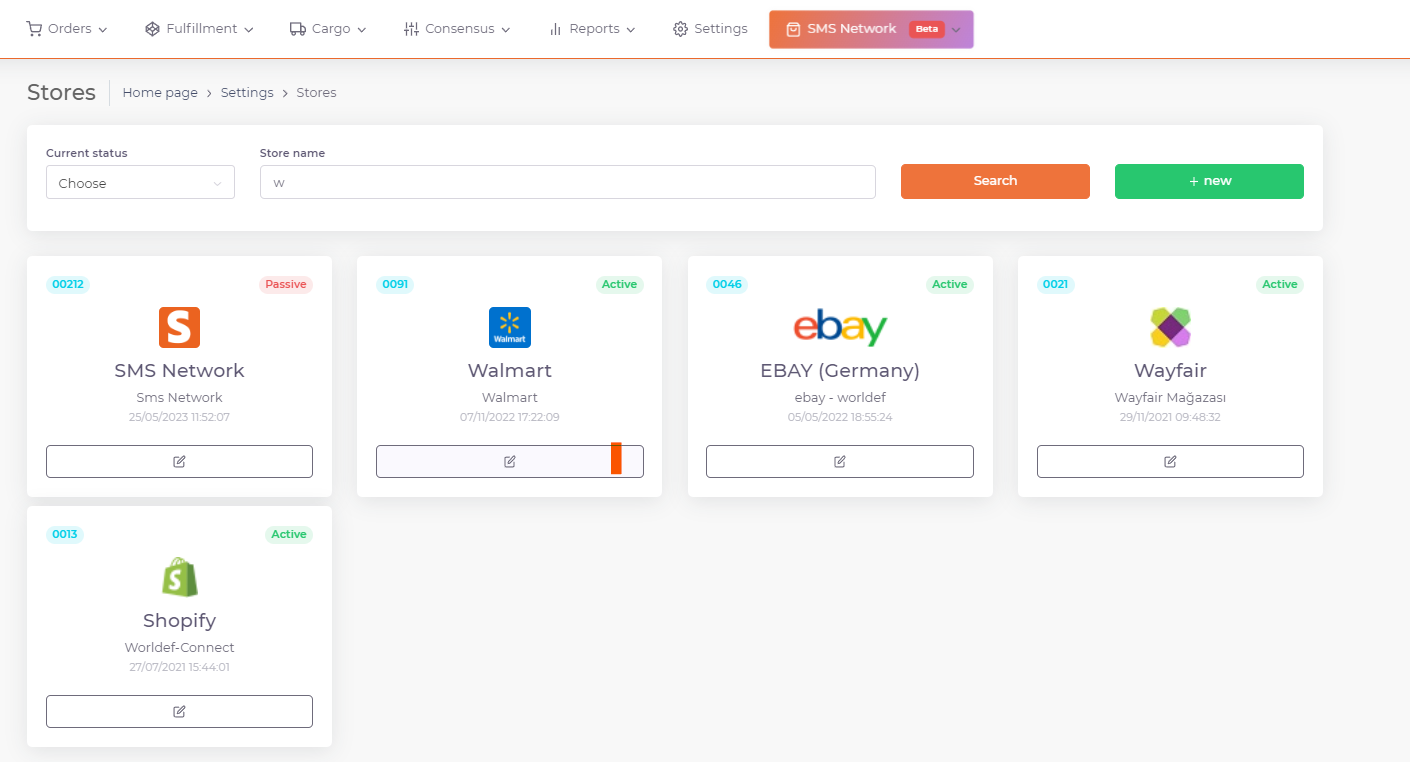 Orders Fulfillment Cargo Consensus Reports Settings SMS Network Beta
Stores Home page > Settings > Stores
Current status Store name
Choose w Search + new
00212 Passive
SMS Network
Sms Network
25/05/2023 11:52:07
0091 Active
Walmart
Walmart
Walmart
07/11/2022 17:22:09
0046 Active
ebay
EBAY (Germany)
ebay - worldef
05/05/2022 18:55:24
0021 Active
Wayfair
Wayfair Mağazası
29/11/2021 09:48:32
0013 Active
Shopify
Worldef-Connect
27/07/2021 15:44:01